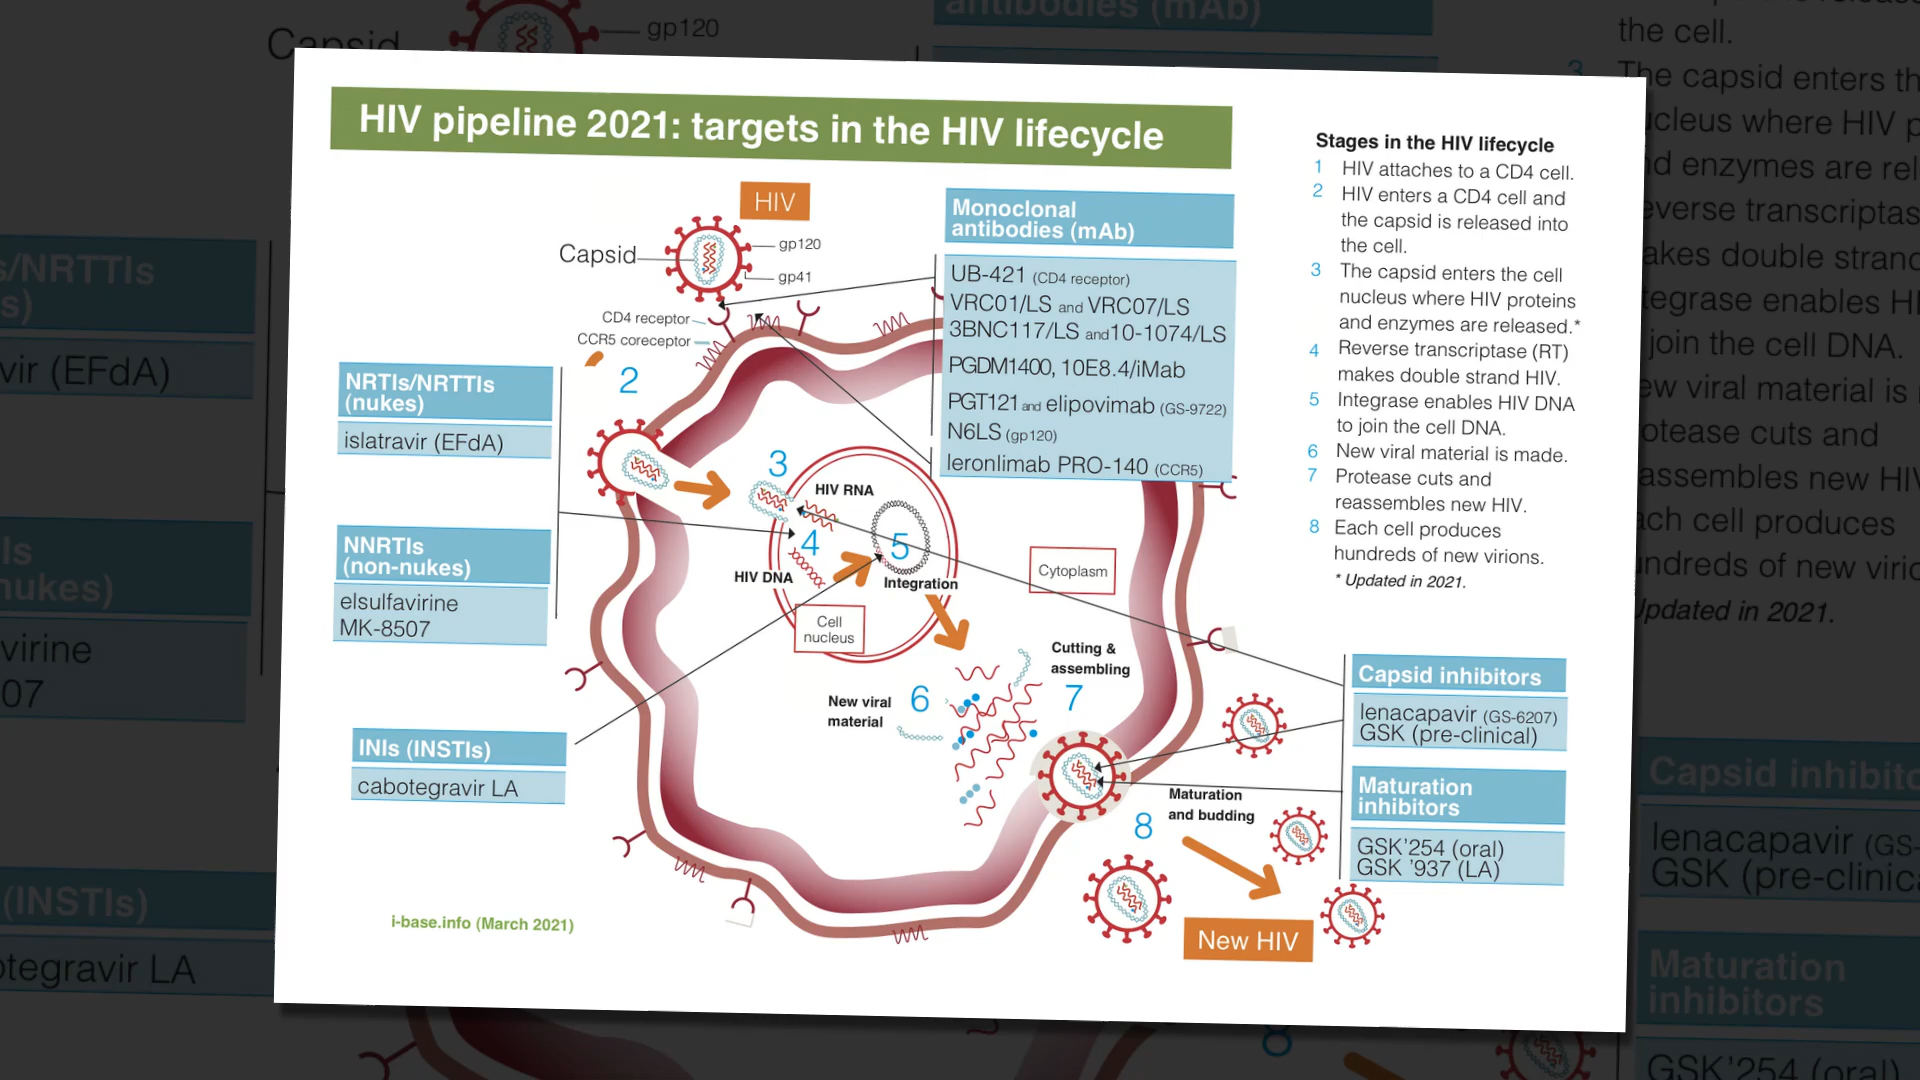 HIV pipeline 2021: targets in the HIV lifecycle
HIV
Capsid
gp120
gp41
CD4 receptor
CCR5 coreceptor
2
NRTIs/NRTTIs
(nukes)
islatravir (EFdA)
NNRTIs
(non-nukes)
elsulfavirine
MK-8507
INIs (INSTIs)
cabotegravir LA
Monoclonal
antibodies (mAb)
UB-421 (CD4 receptor)
VRC01/LS and VRC07/LS
3BNC117/LS and10-1074/LS
PGDM1400, 10E8.4/iMab
PGT121 and elipovimab (GS-9722)
N6LS (gp120)
leronlimab PRO-140 (CCR5)
3
HIV RNA
4
5
HIV DNA
Integration
Cell
nucleus
Cytoplasm
New viral
material
6
Cutting &
assembling
7
Maturation
and budding
8
New HIV
Stages in the HIV lifecycle
1 HIV attaches to a CD4 cell.
2 HIV enters a CD4 cell and
the capsid is released into
the cell.
3 The capsid enters the cell
nucleus where HIV proteins
and enzymes are released.*
4 Reverse transcriptase (RT)
makes double strand HIV.
5 Integrase enables HIV DNA
to join the cell DNA.
6 New viral material is made.
7 Protease cuts and
reassembles new HIV.
8 Each cell produces
hundreds of new virions.
* Updated in 2021.
Capsid inhibitors
lenacapavir (GS-6207)
GSK (pre-clinical)
Maturation
inhibitors
GSK'254 (oral)
GSK '937 (LA)
i-base.info (March 2021)